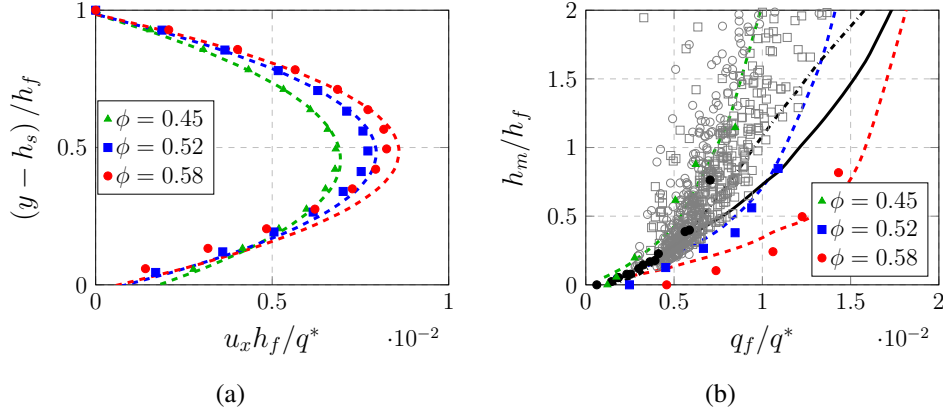 1
0.5
0
(y − h_s)/h_f
ϕ = 0.45
ϕ = 0.52
ϕ = 0.58
0
0.5
1
·10⁻²
u_x h_f/q*
(a)
2
1.5
1
0.5
0
h_m/h_f
ϕ = 0.45
ϕ = 0.52
ϕ = 0.58
0
0.5
1
1.5
2
·10⁻²
q_f/q*
(b)